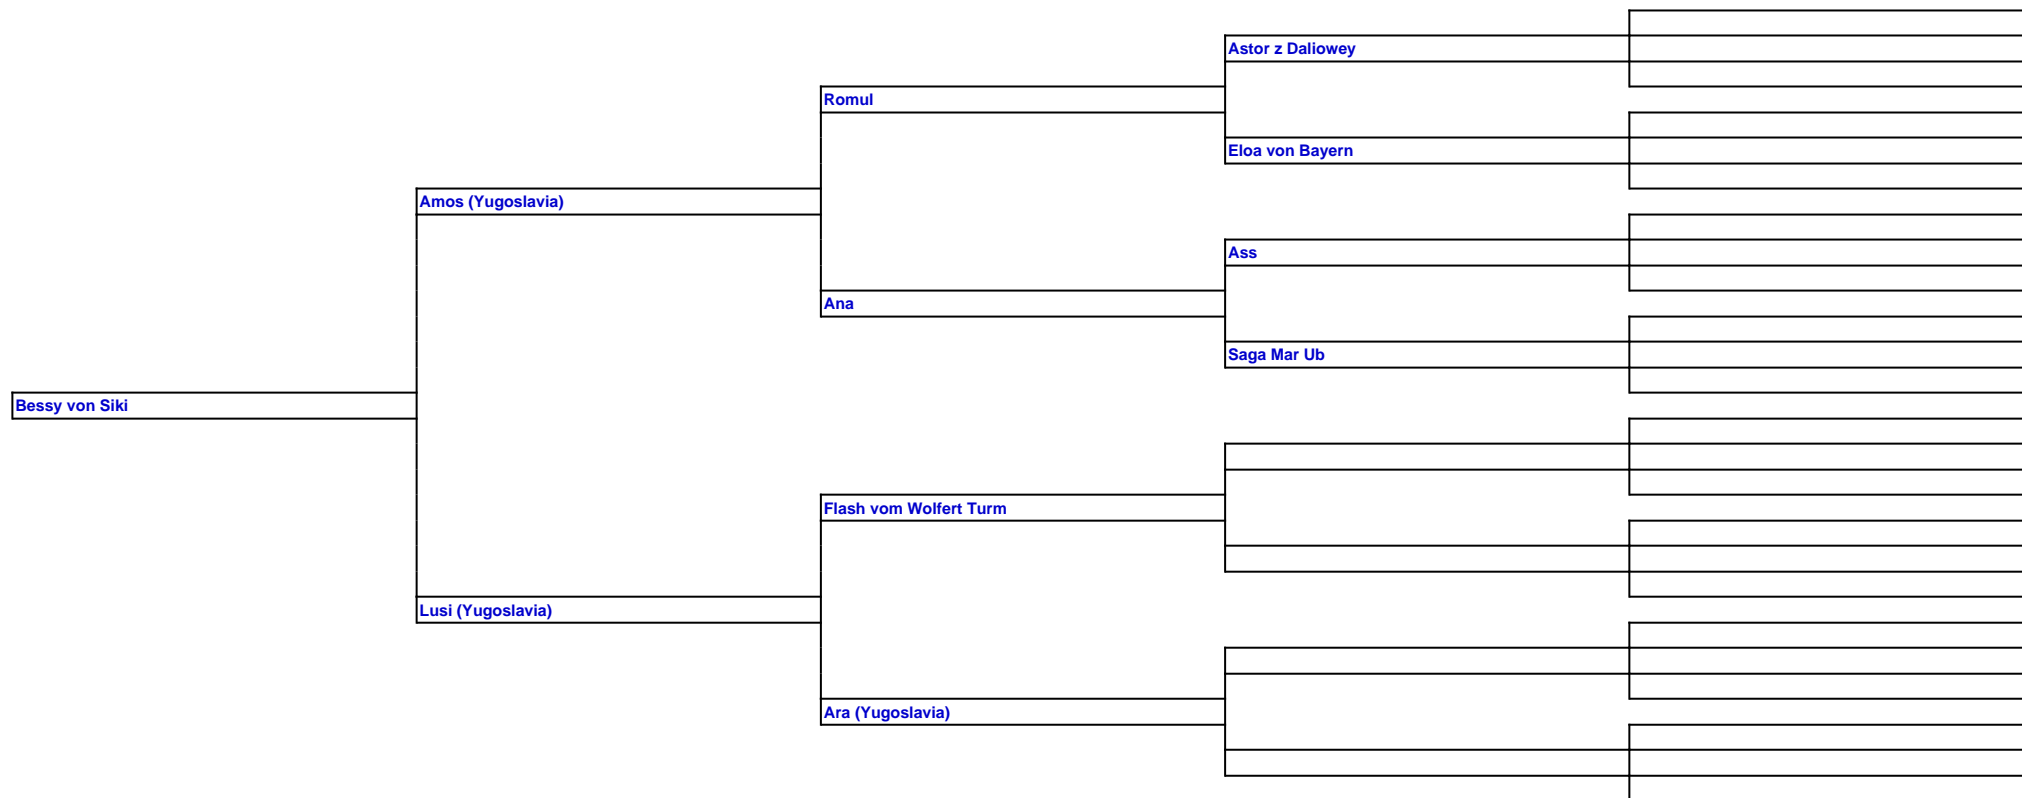 Astor z Daliowey
Romul
Eloa von Bayern
Amos (Yugoslavia)
Ass
Ana
Saga Mar Ub
Bessy von Siki
Flash vom Wolfert Turm
Lusi (Yugoslavia)
Ara (Yugoslavia)